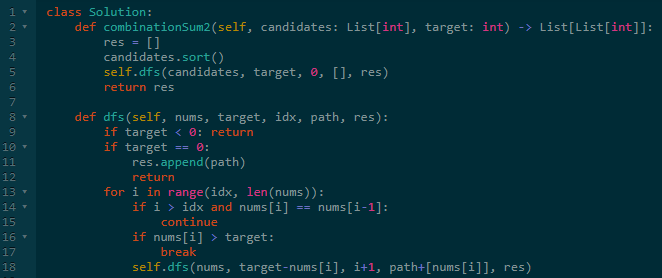 1 class Solution:
2     def combinationSum2(self, candidates: List[int], target: int) -> List[List[int]]:
3         res = []
4         candidates.sort()
5         self.dfs(candidates, target, 0, [], res)
6         return res
7
8     def dfs(self, nums, target, idx, path, res):
9         if target < 0: return
10         if target == 0:
11             res.append(path)
12             return
13         for i in range(idx, len(nums)):
14             if i > idx and nums[i] == nums[i-1]:
15                 continue
16             if nums[i] > target:
17                 break
18             self.dfs(nums, target-nums[i], i+1, path+[nums[i]], res)